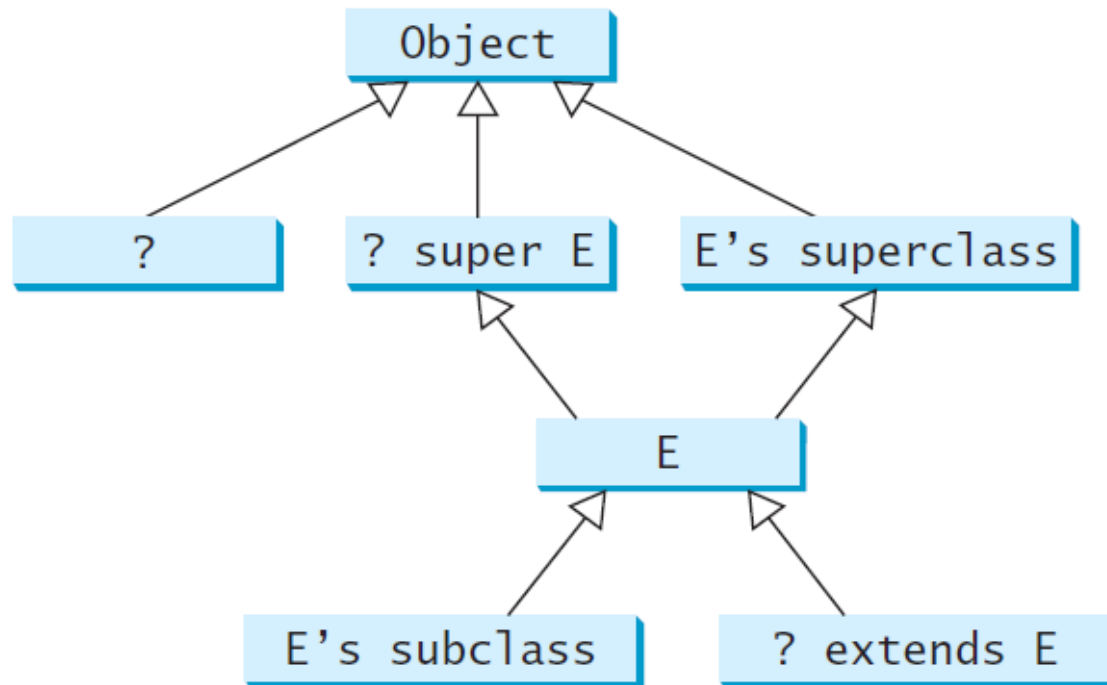 Object
?
? super E
E’s superclass
E
E’s subclass
? extends E